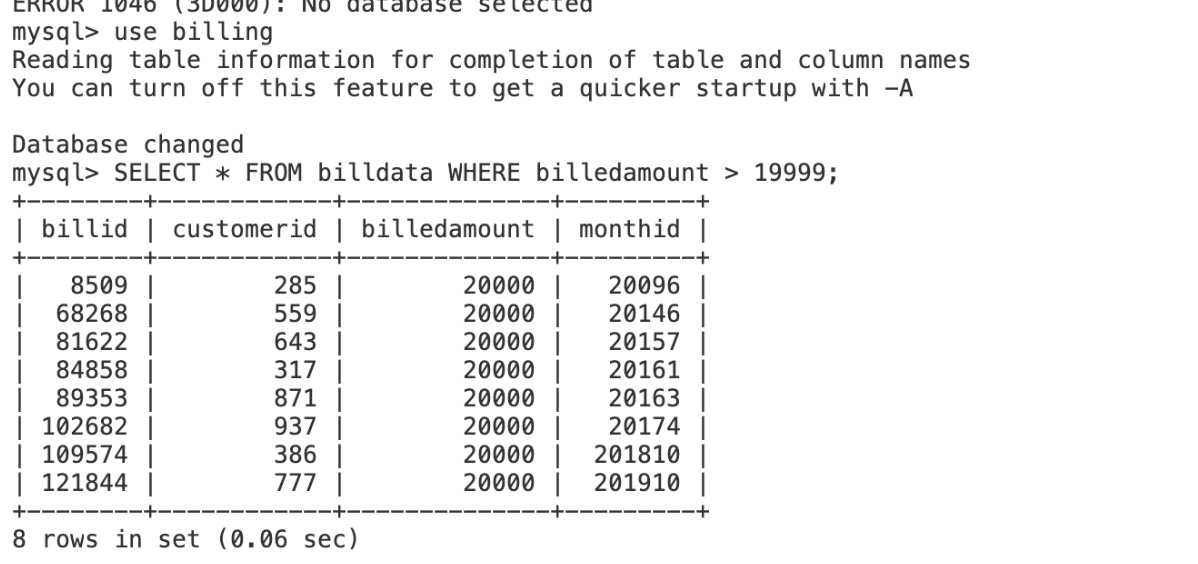 ERROR 1046 (3D000): No database selected
mysql> use billing
Reading table information for completion of table and column names
You can turn off this feature to get a quicker startup with -A
Database changed
mysql> SELECT * FROM billdata WHERE billedamount > 19999;
+--------+------------+--------------+---------+
| billid | customerid | billedamount | monthid |
+--------+------------+--------------+---------+
|   8509 |        285 |        20000 |   20096 |
|  68268 |        559 |        20000 |   20146 |
|  81622 |        643 |        20000 |   20157 |
|  84858 |        317 |        20000 |   20161 |
|  89353 |        871 |        20000 |   20163 |
| 102682 |        937 |        20000 |   20174 |
| 109574 |        386 |        20000 |  201810 |
| 121844 |        777 |        20000 |  201910 |
+--------+------------+--------------+---------+
8 rows in set (0.06 sec)